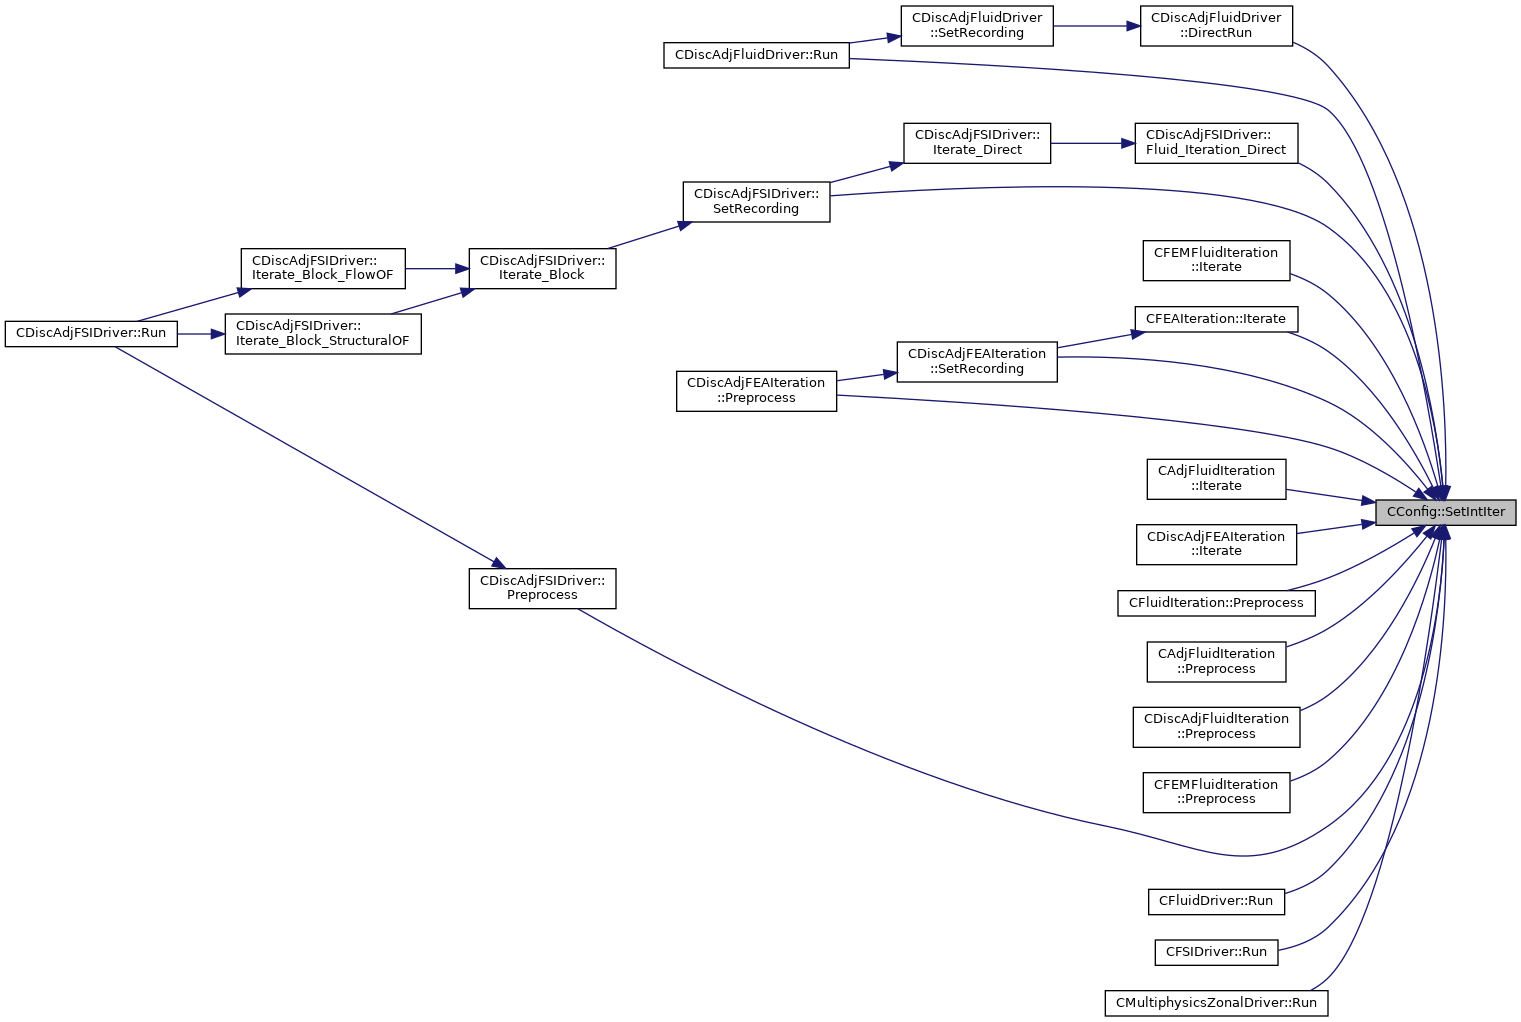 CDiscAdjFluidDriver
::SetRecording
CDiscAdjFluidDriver
::DirectRun
CDiscAdjFluidDriver::Run
CDiscAdjFSIDriver::
Iterate_Direct
CDiscAdjFSIDriver::
Fluid_Iteration_Direct
CDiscAdjFSIDriver::
SetRecording
CDiscAdjFSIDriver::
Iterate_Block_FlowOF
CDiscAdjFSIDriver::
Iterate_Block
CFEMFluidIteration
::Iterate
CDiscAdjFSIDriver::Run
CDiscAdjFSIDriver::
Iterate_Block_StructuralOF
CFEAIteration::Iterate
CDiscAdjFEAIteration
::SetRecording
CDiscAdjFEAIteration
::Preprocess
CAdjFluidIteration
::Iterate
CConfig::SetIntIter
CDiscAdjFEAIteration
::Iterate
CDiscAdjFSIDriver::
Preprocess
CFluidIteration::Preprocess
CAdjFluidIteration
::Preprocess
CDiscAdjFluidIteration
::Preprocess
CFEMFluidIteration
::Preprocess
CFluidDriver::Run
CFSIDriver::Run
CMultiphysicsZonalDriver::Run